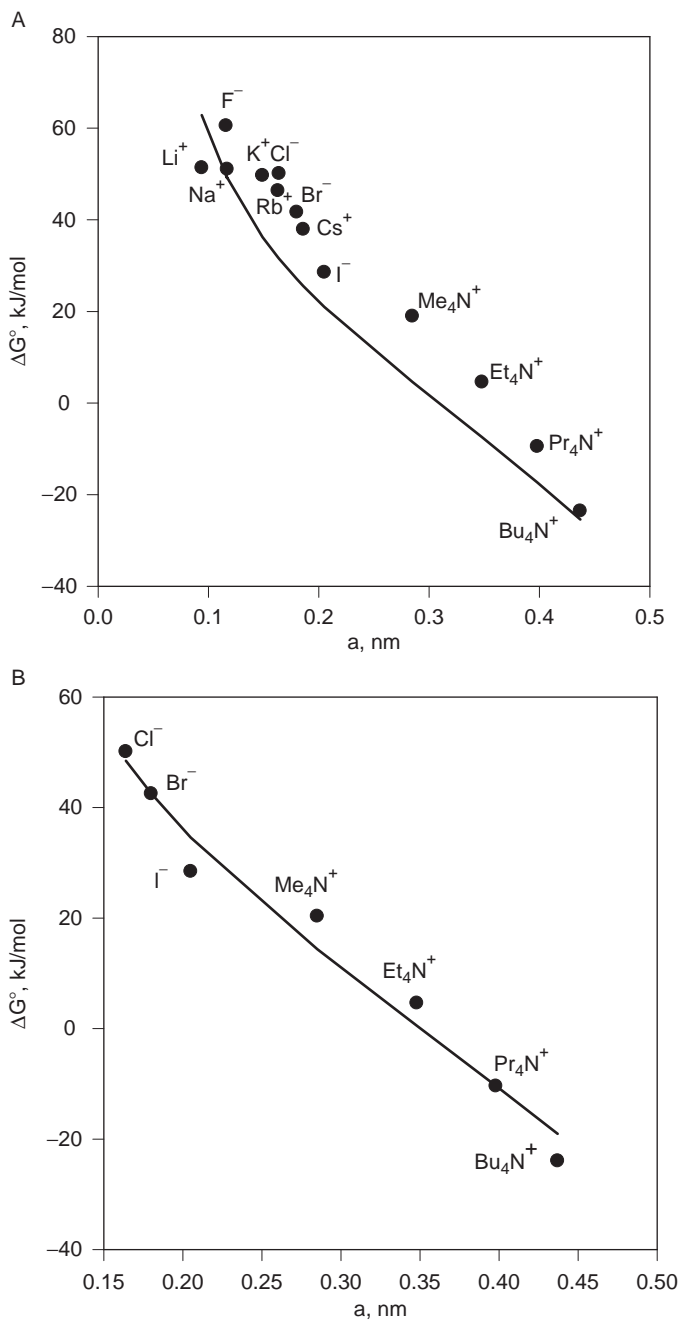 A
80
60
40
20
0
−20
−40
ΔG°, kJ/mol
F⁻
Li⁺
Na⁺
K⁺ Cl⁻
Rb⁺ Br⁻
Cs⁺
I⁻
Me₄N⁺
Et₄N⁺
Pr₄N⁺
Bu₄N⁺
0.0 0.1 0.2 0.3 0.4 0.5
a, nm
B
60
40
20
0
−20
−40
ΔG°, kJ/mol
Cl⁻
Br⁻
I⁻
Me₄N⁺
Et₄N⁺
Pr₄N⁺
Bu₄N⁺
0.15 0.20 0.25 0.30 0.35 0.40 0.45 0.50
a, nm